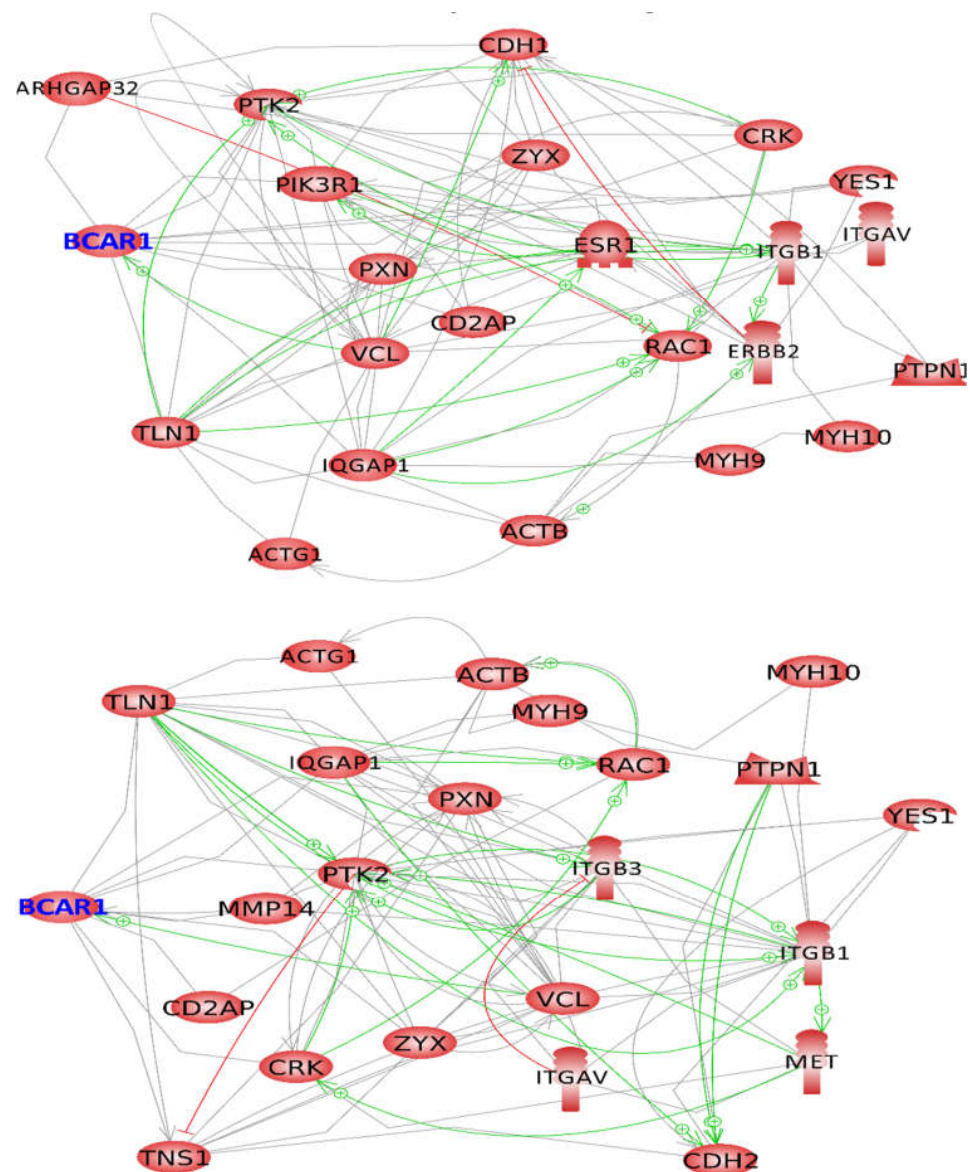 CDH1
ARHGAP32
PTK2
CRK
ZYX
PIK3R1
YES1
BCAR1
ESR1
ITGB1
ITGAV
PXN
CD2AP
VCL
RAC1
ERBB2
PTPN1
TLN1
MYH10
IQGAP1
MYH9
ACTB
ACTG1
ACTG1
ACTB
MYH10
TLN1
MYH9
IQGAP1
RAC1
PTPN1
PXN
YES1
PTK2
ITGB3
BCAR1
MMP14
ITGB1
VCL
CD2AP
ZYX
CRK
ITGAV
MET
TNS1
CDH2